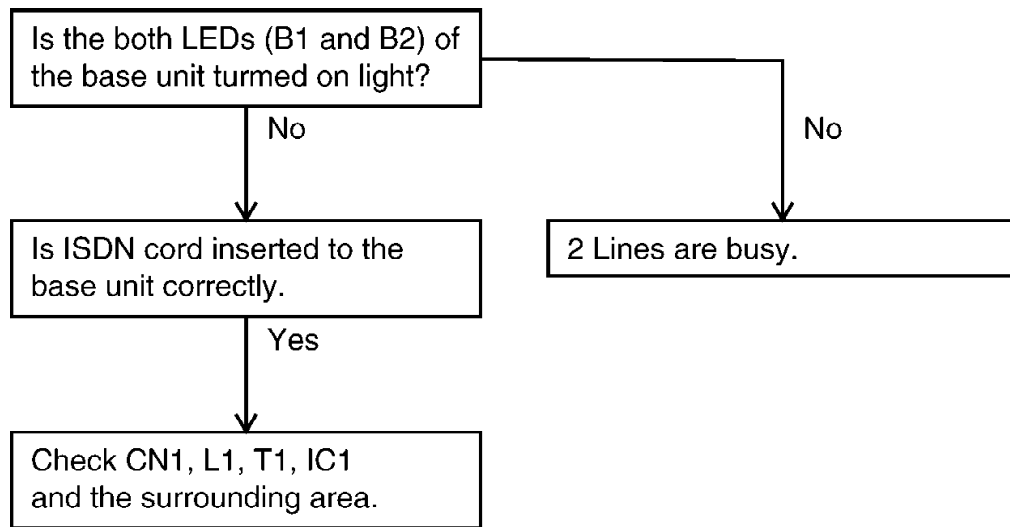 Is the both LEDs (B1 and B2) of
the base unit turmed on light?
No
No
Is ISDN cord inserted to the
base unit correctly.
2 Lines are busy.
Yes
Check CN1, L1, T1, IC1
and the surrounding area.